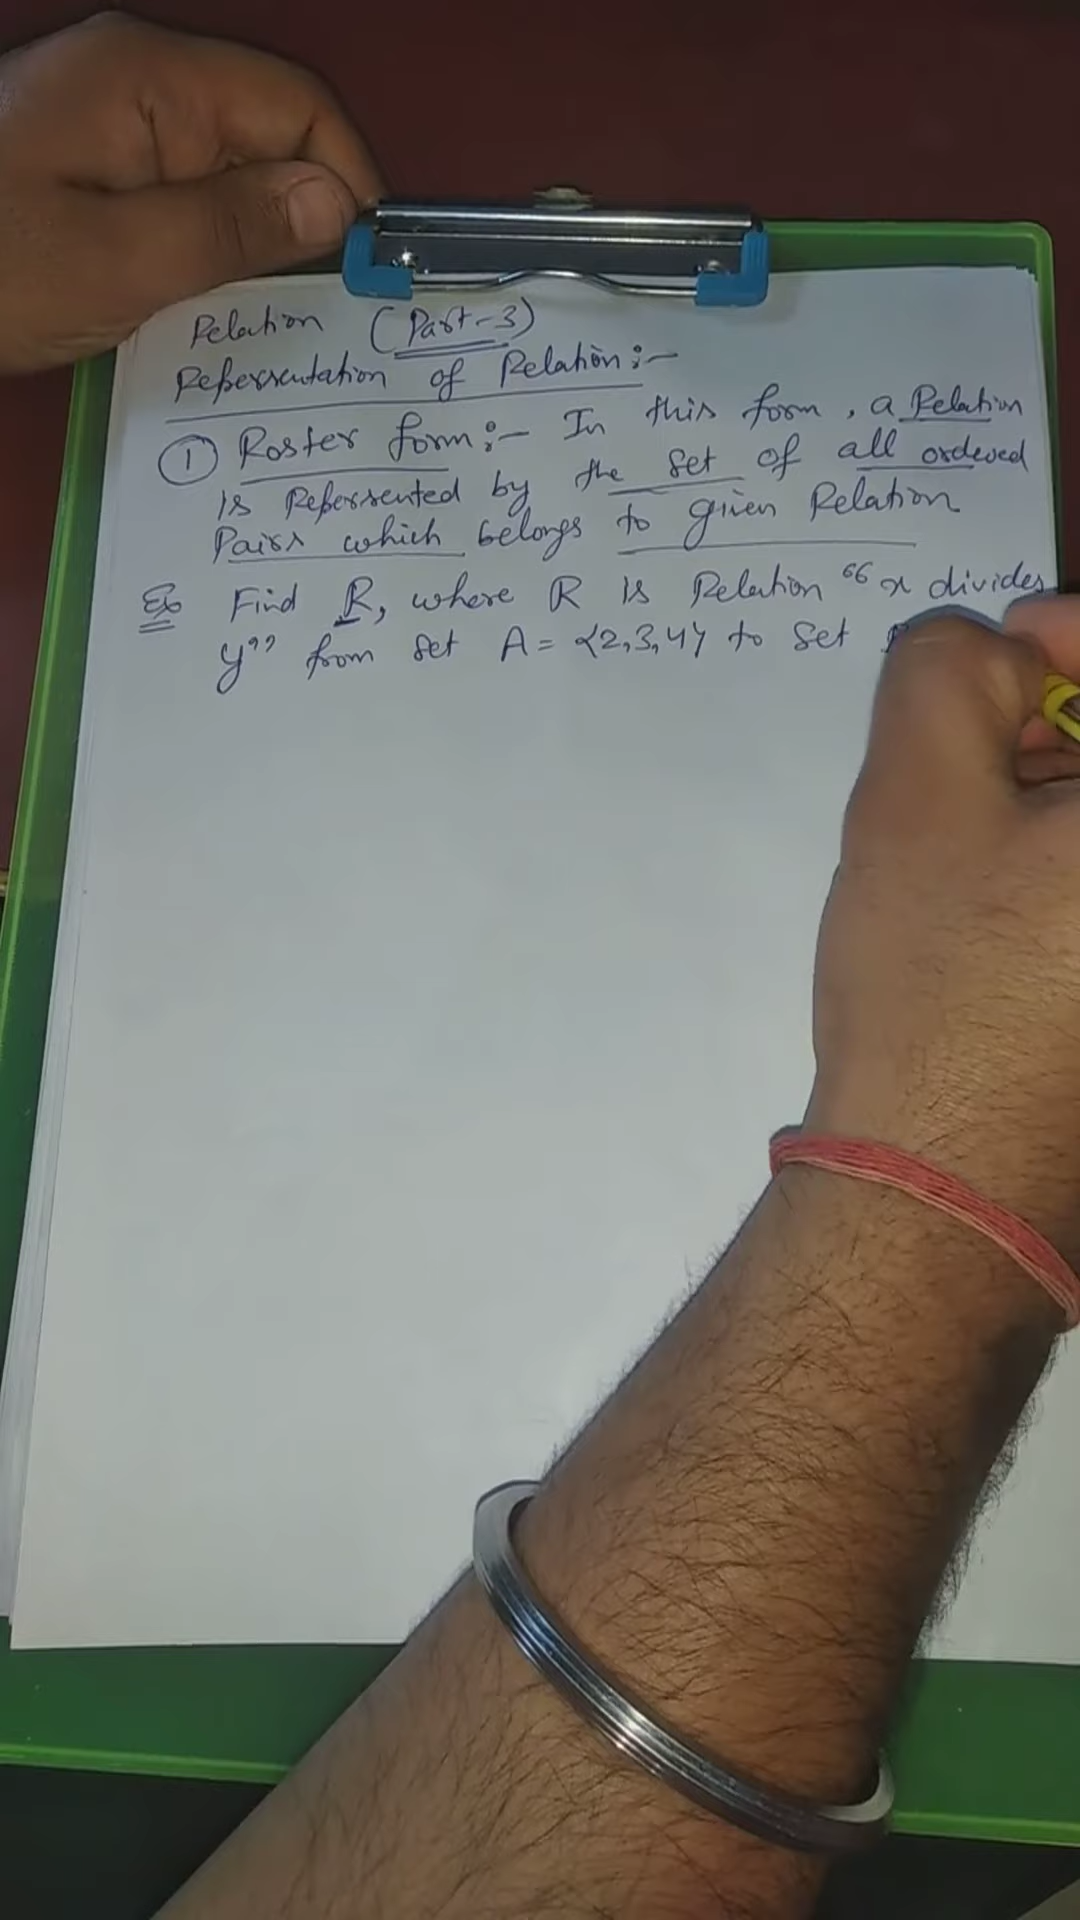 Relation (Part-3)
Repersentation of Relation:-
① Roster form:- In this form, a Relation
is Repersented by the set of all ordered
Pairs which belongs to given Relation
Ex Find R, where R is Relation "x divides
y" from set A = {2,3,4} to set